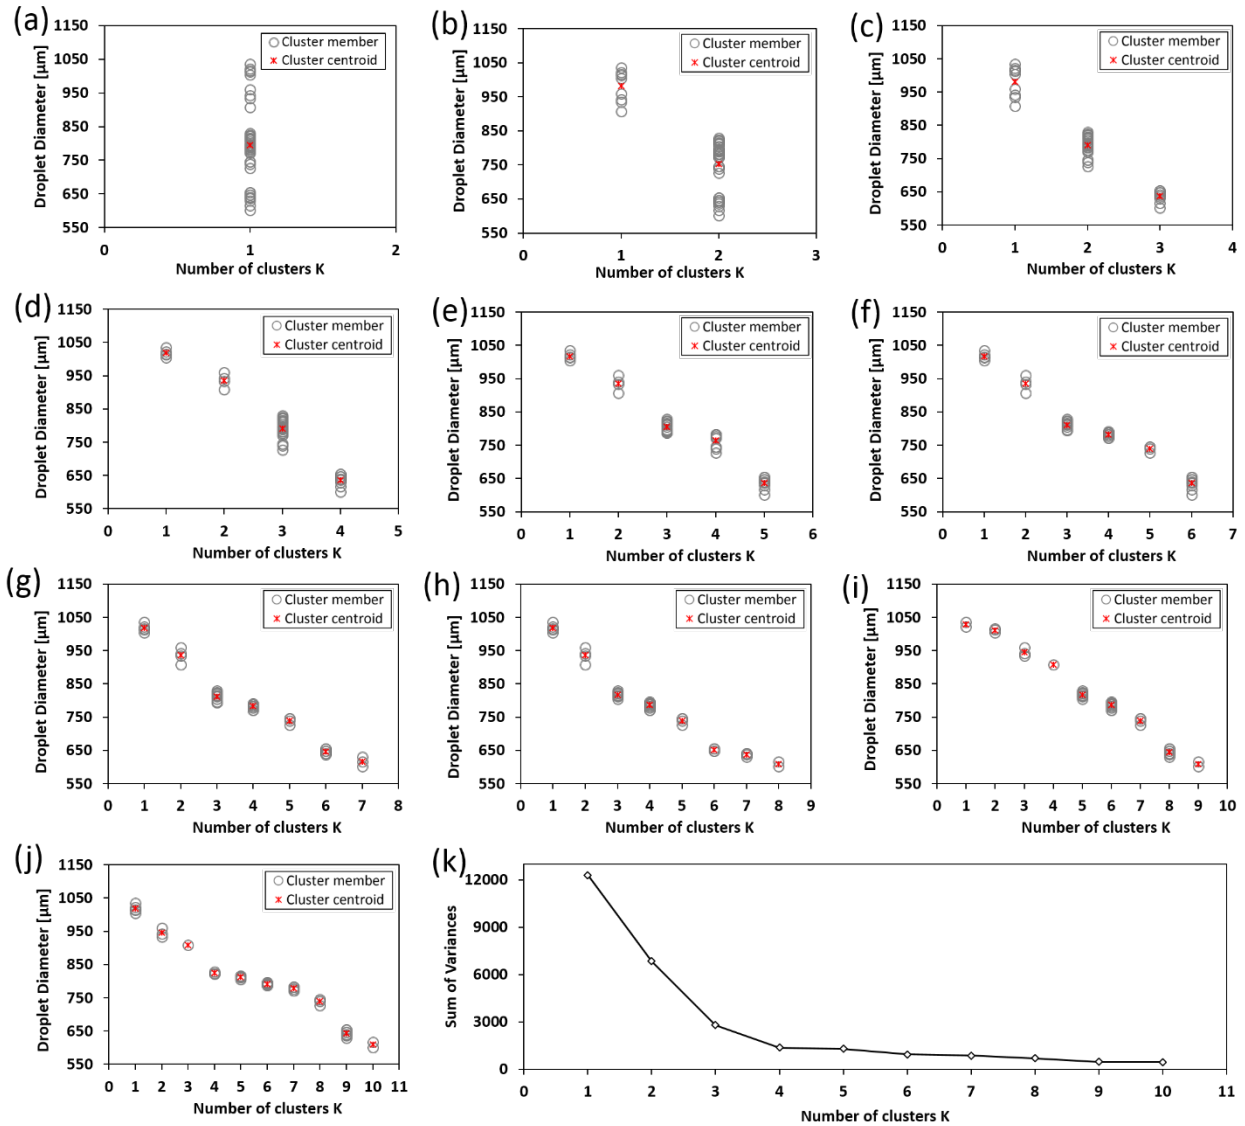 (a)
Droplet Diameter [µm]
1150
1050
950
850
750
650
550
Cluster member
Cluster centroid
0 1 2
Number of clusters K
(b)
Droplet Diameter [µm]
1150
1050
950
850
750
650
550
Cluster member
Cluster centroid
0 1 2 3
Number of clusters K
(c)
Droplet Diameter [µm]
1150
1050
950
850
750
650
550
Cluster member
Cluster centroid
0 1 2 3 4
Number of clusters K
(d)
Droplet Diameter [µm]
1150
1050
950
850
750
650
550
Cluster member
Cluster centroid
0 1 2 3 4 5
Number of clusters K
(e)
Droplet Diameter [µm]
1150
1050
950
850
750
650
550
Cluster member
Cluster centroid
0 1 2 3 4 5 6
Number of clusters K
(f)
Droplet Diameter [µm]
1150
1050
950
850
750
650
550
Cluster member
Cluster centroid
0 1 2 3 4 5 6 7
Number of clusters K
(g)
Droplet Diameter [µm]
1150
1050
950
850
750
650
550
Cluster member
Cluster centroid
0 1 2 3 4 5 6 7 8
Number of clusters K
(h)
Droplet Diameter [µm]
1150
1050
950
850
750
650
550
Cluster member
Cluster centroid
0 1 2 3 4 5 6 7 8 9
Number of clusters K
(i)
Droplet Diameter [µm]
1150
1050
950
850
750
650
550
Cluster member
Cluster centroid
0 1 2 3 4 5 6 7 8 9 10
Number of clusters K
(j)
Droplet Diameter [µm]
1150
1050
950
850
750
650
550
Cluster member
Cluster centroid
0 1 2 3 4 5 6 7 8 9 10 11
Number of clusters K
(k)
Sum of Variances
12000
9000
6000
3000
0
0 1 2 3 4 5 6 7 8 9 10 11
Number of clusters K